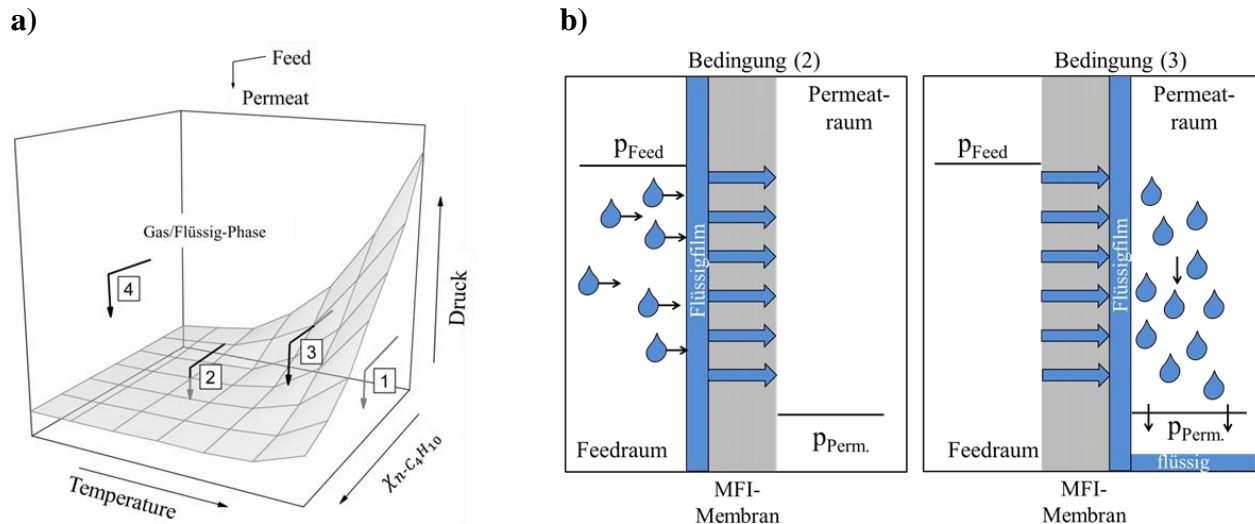 a)
Feed
Permeat
Gas/Flüssig-Phase
4
3
2
1
Druck
Temperature
χn-C4H10
b)
Bedingung (2)
pFeed
Flüssigfilm
Permeat-
raum
Feedraum
pPerm.
MFI-
Membran
Bedingung (3)
pFeed
Flüssigfilm
Permeat-
raum
Feedraum
pPerm.
flüssig
MFI-
Membran